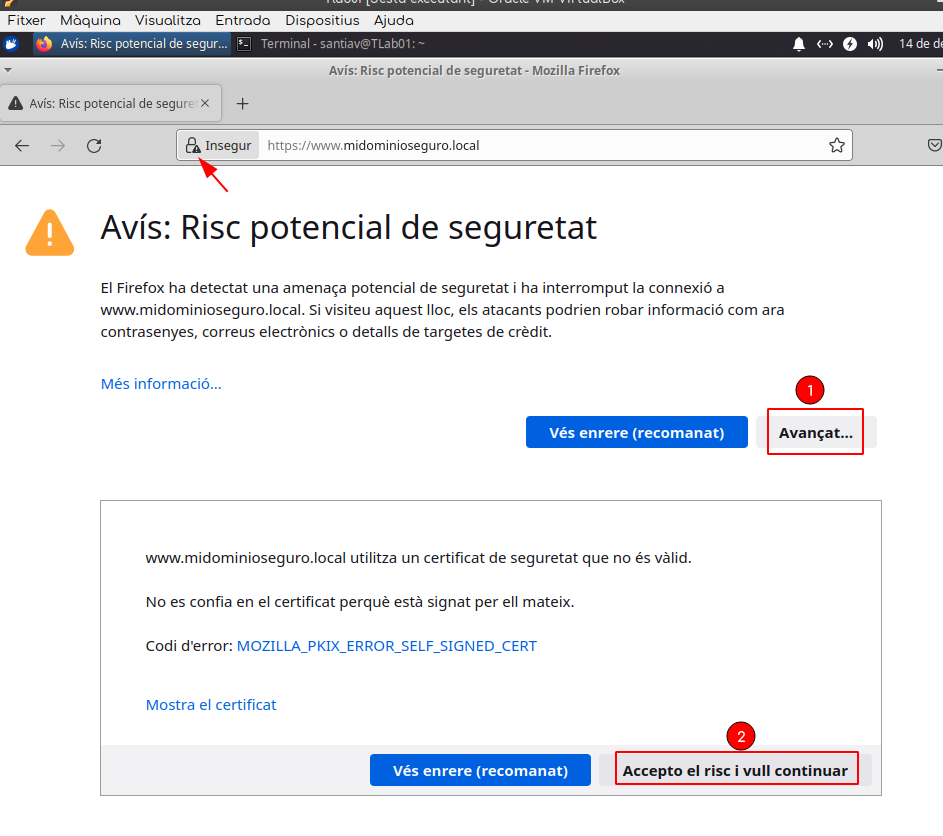 [Sessió executant] - Oracle VM VirtualBox
Fitxer Màquina Visualitza Entrada Dispositius Ajuda
Avís: Risc potencial de segur... Terminal - santiav@TLab01: ~ 14 de
Avís: Risc potencial de seguretat - Mozilla Firefox
Avís: Risc potencial de segure
Insegur https://www.midominioseguro.local
Avís: Risc potencial de seguretat
El Firefox ha detectat una amenaça potencial de seguretat i ha interromput la connexió a
www.midominioseguro.local. Si visiteu aquest lloc, els atacants podrien robar informació com ara
contrasenyes, correus electrònics o detalls de targetes de crèdit.
Més informació...
1
Vés enrere (recomanat) Avançat...
www.midominioseguro.local utilitza un certificat de seguretat que no és vàlid.
No es confia en el certificat perquè està signat per ell mateix.
Codi d'error: MOZILLA_PKIX_ERROR_SELF_SIGNED_CERT
Mostra el certificat
2
Vés enrere (recomanat) Accepto el risc i vull continuar